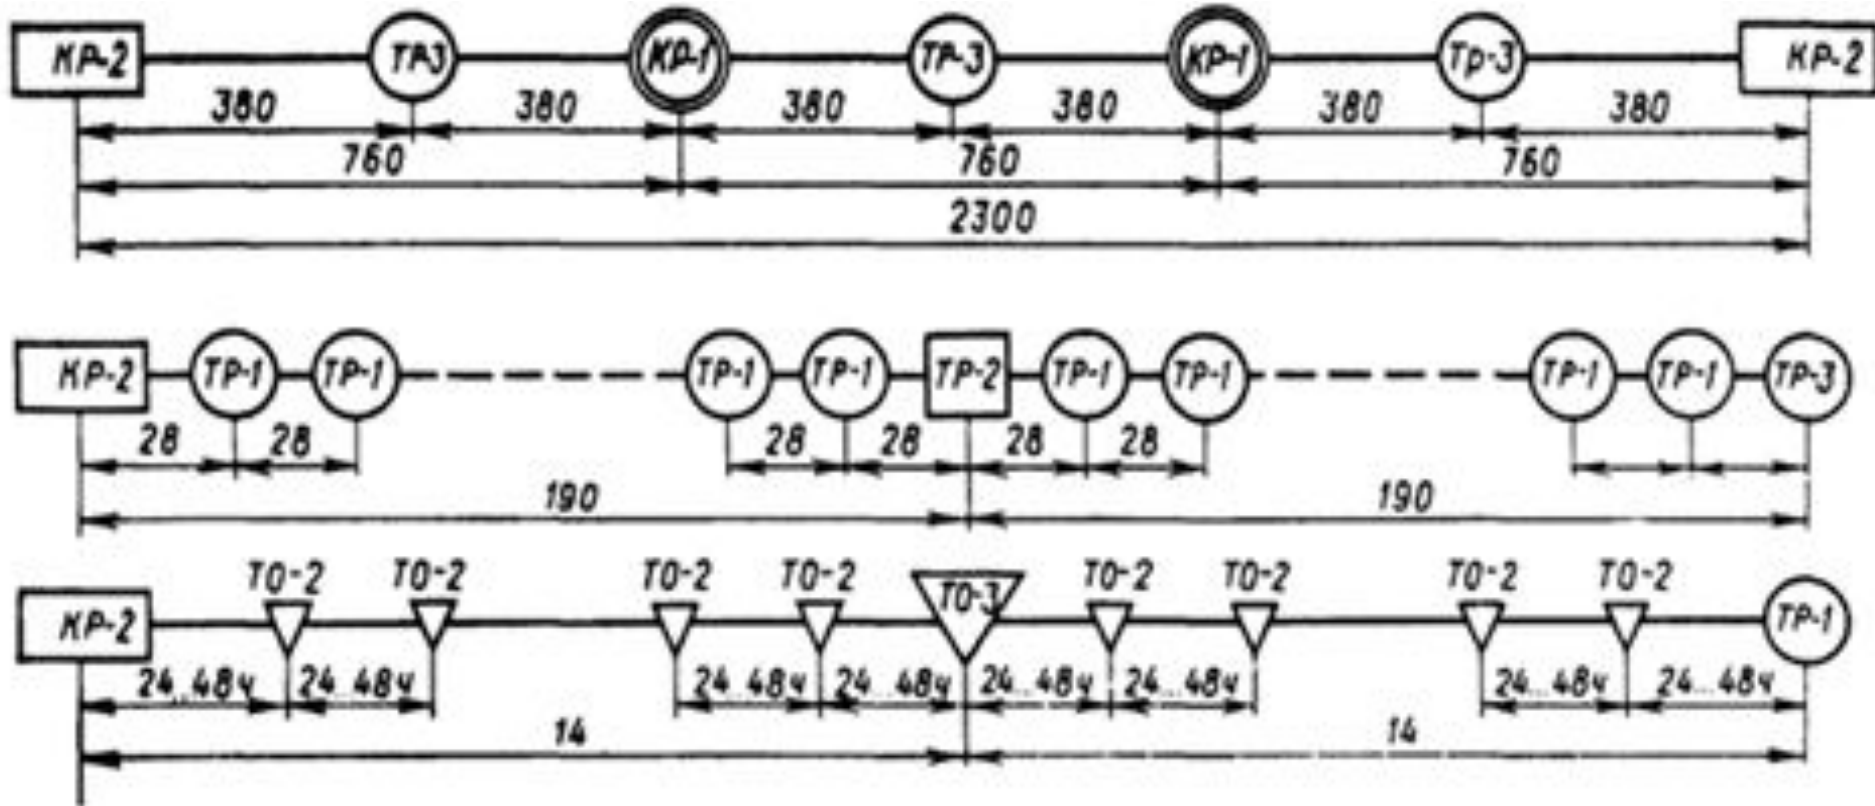 КР-2 ТР3 КР-1 ТР-3 КР-1 Тр-3 КР-2
380 380 380 380 380 380
760 760 760
2300
КР-2 ТР-1 ТР-1 ТР-1 ТР-1 ТР-2 ТР-1 ТР-1 ТР-1 ТР-1 ТР-3
28 28 28 28 28 28
190 190
ТО-2 ТО-2 ТО-2 ТО-2 ТО-2 ТО-2 ТО-2 ТО-2
КР-2 ТО-3 ТР-1
24...48ч 24...48ч 24...48ч 24...48ч 24...48ч 24...48ч 24...48ч 24...48ч
14 14